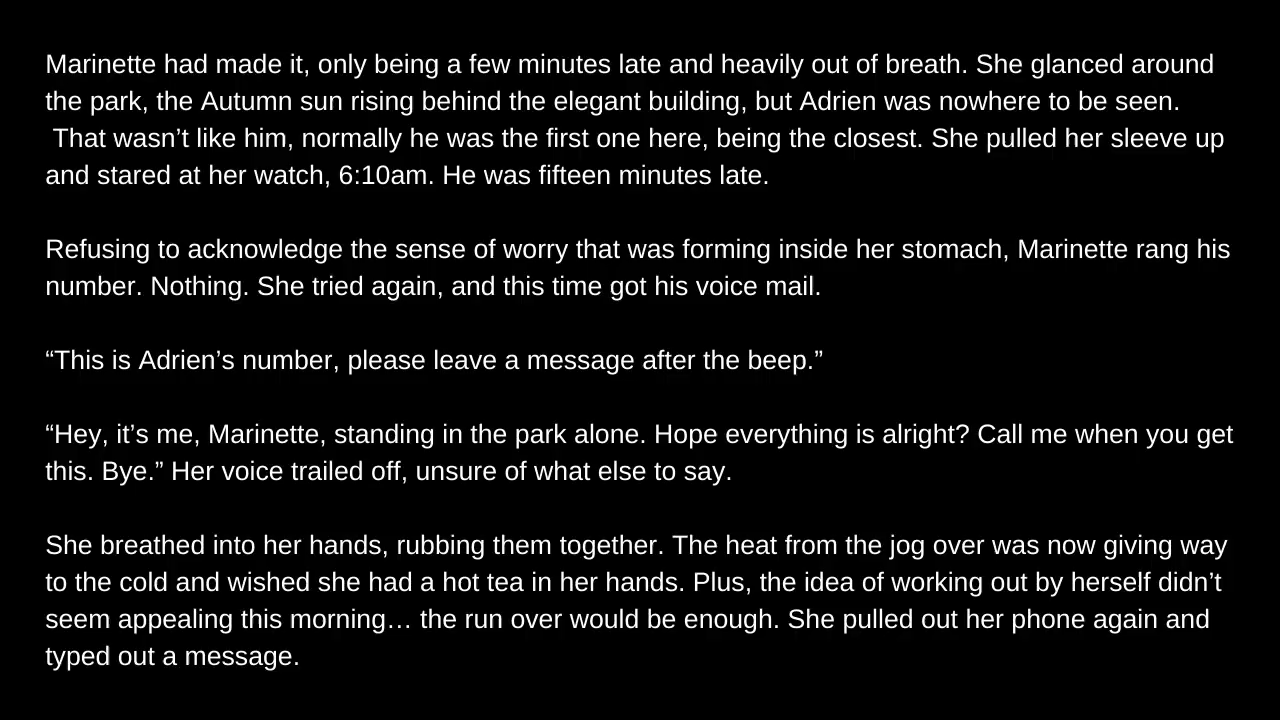 Marinette had made it, only being a few minutes late and heavily out of breath. She glanced around
the park, the Autumn sun rising behind the elegant building, but Adrien was nowhere to be seen.
That wasn’t like him, normally he was the first one here, being the closest. She pulled her sleeve up
and stared at her watch, 6:10am. He was fifteen minutes late.
Refusing to acknowledge the sense of worry that was forming inside her stomach, Marinette rang his
number. Nothing. She tried again, and this time got his voice mail.
“This is Adrien’s number, please leave a message after the beep.”
“Hey, it’s me, Marinette, standing in the park alone. Hope everything is alright? Call me when you get
this. Bye.” Her voice trailed off, unsure of what else to say.
She breathed into her hands, rubbing them together. The heat from the jog over was now giving way
to the cold and wished she had a hot tea in her hands. Plus, the idea of working out by herself didn’t
seem appealing this morning… the run over would be enough. She pulled out her phone again and
typed out a message.